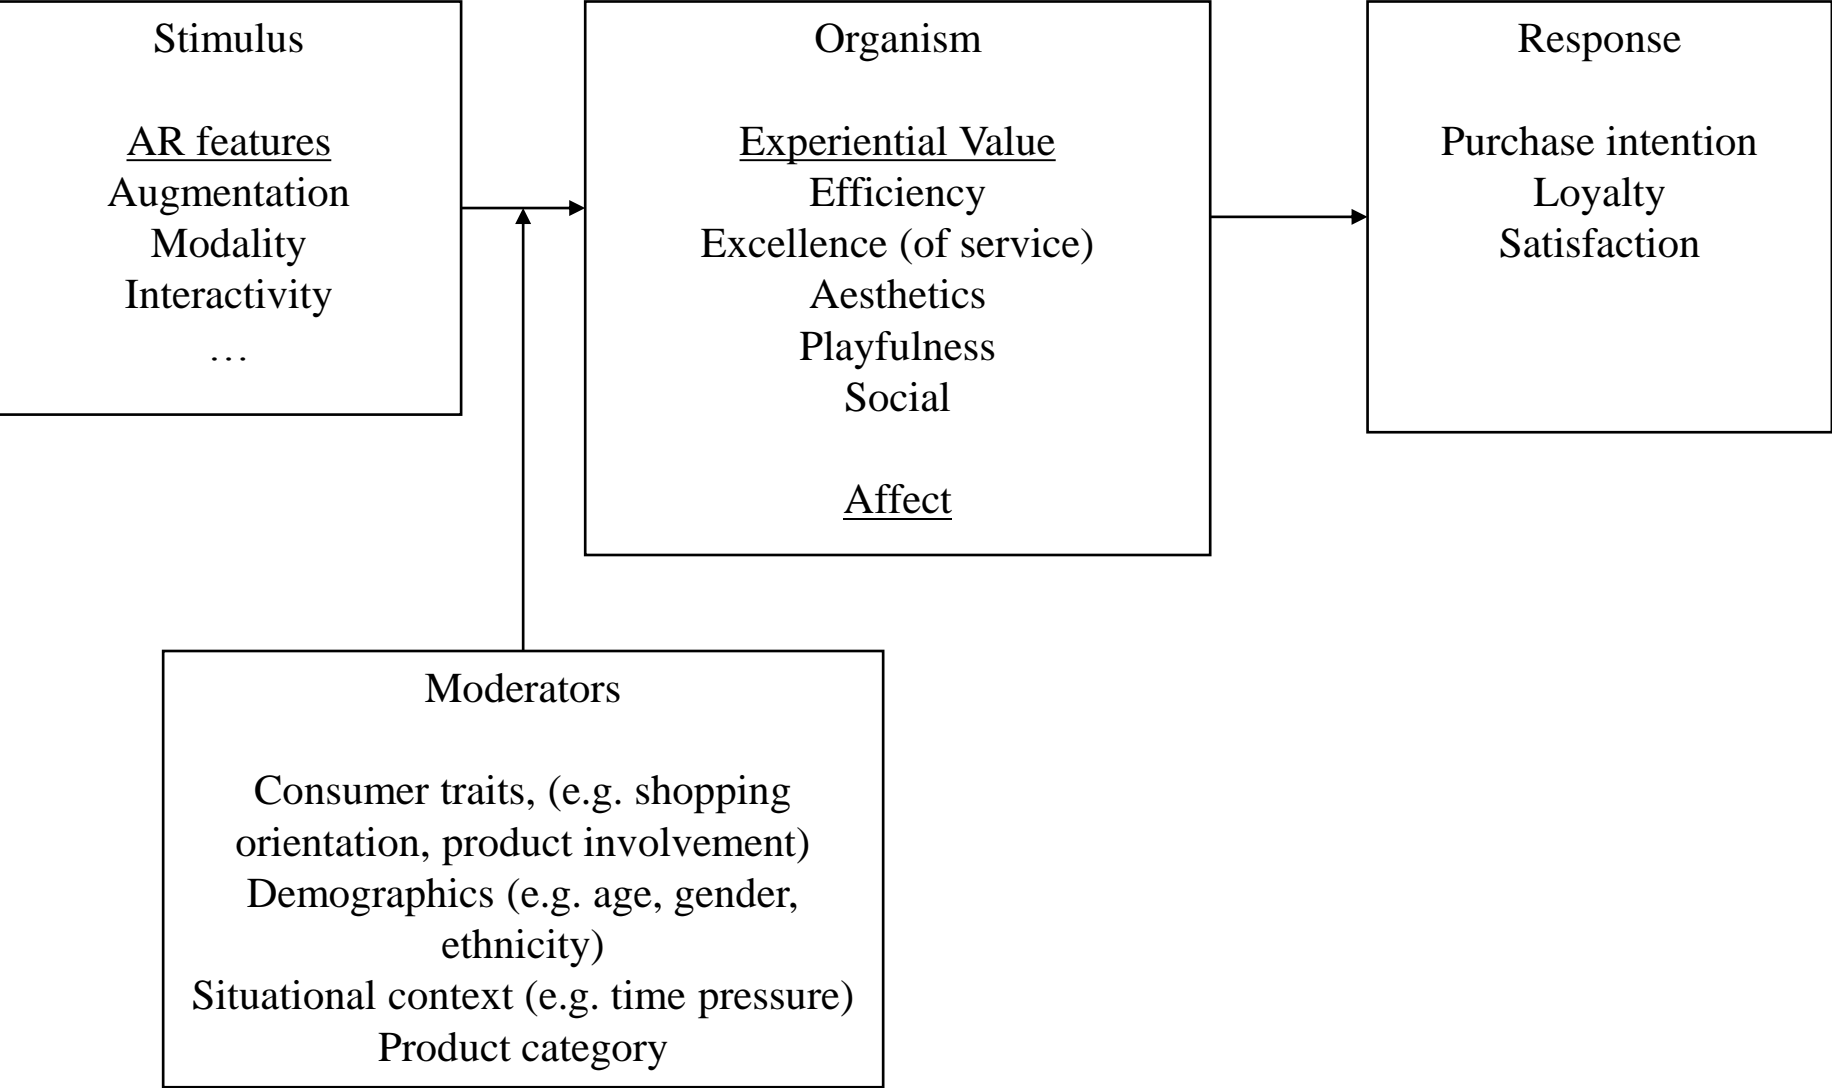 Stimulus
AR features
Augmentation
Modality
Interactivity
…
Organism
Experiential Value
Efficiency
Excellence (of service)
Aesthetics
Playfulness
Social
Affect
Response
Purchase intention
Loyalty
Satisfaction
Moderators
Consumer traits, (e.g. shopping
orientation, product involvement)
Demographics (e.g. age, gender,
ethnicity)
Situational context (e.g. time pressure)
Product category